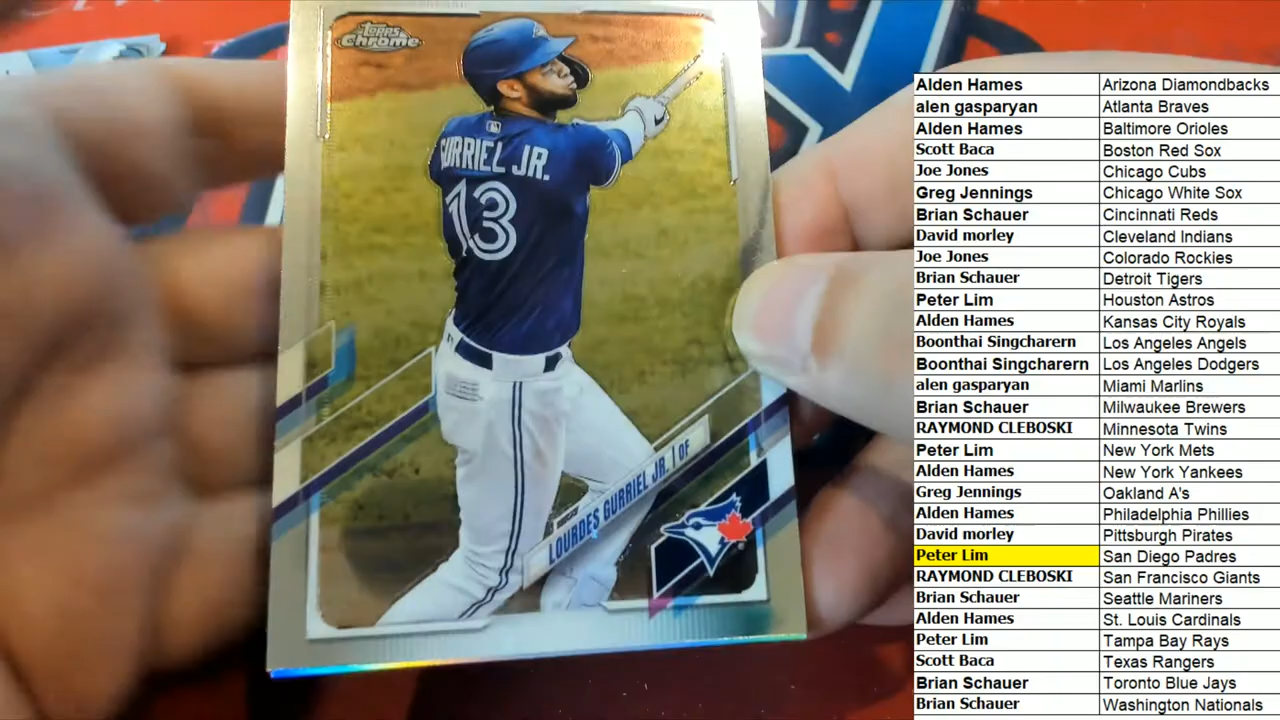 Topps
Chrome
GURRIEL JR.
13
LOURDES GURRIEL JR. | OF
Alden Hames Arizona Diamondbacks
alen gasparyan Atlanta Braves
Alden Hames Baltimore Orioles
Scott Baca Boston Red Sox
Joe Jones Chicago Cubs
Greg Jennings Chicago White Sox
Brian Schauer Cincinnati Reds
David morley Cleveland Indians
Joe Jones Colorado Rockies
Brian Schauer Detroit Tigers
Peter Lim Houston Astros
Alden Hames Kansas City Royals
Boonthai Singcharern Los Angeles Angels
Boonthai Singcharern Los Angeles Dodgers
alen gasparyan Miami Marlins
Brian Schauer Milwaukee Brewers
RAYMOND CLEBOSKI Minnesota Twins
Peter Lim New York Mets
Alden Hames New York Yankees
Greg Jennings Oakland A's
Alden Hames Philadelphia Phillies
David morley Pittsburgh Pirates
Peter Lim San Diego Padres
RAYMOND CLEBOSKI San Francisco Giants
Brian Schauer Seattle Mariners
Alden Hames St. Louis Cardinals
Peter Lim Tampa Bay Rays
Scott Baca Texas Rangers
Brian Schauer Toronto Blue Jays
Brian Schauer Washington Nationals